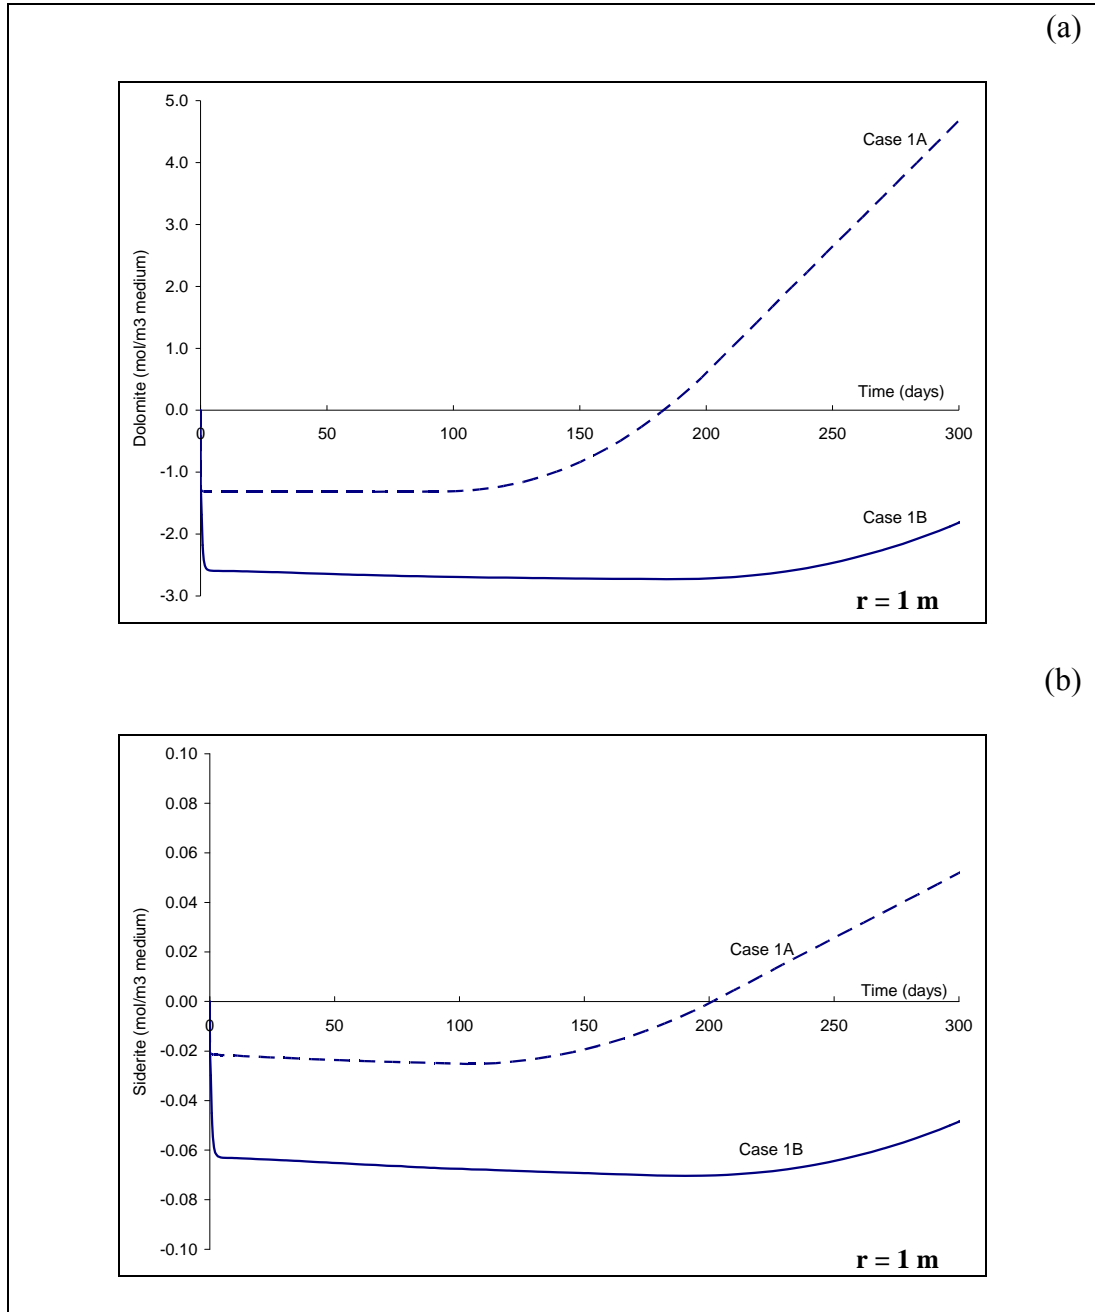 (a)
5.0
Case 1A
4.0
3.0
2.0
1.0
Dolomite (mol/m3 medium)
Time (days)
0.0
0 50 100 150 200 250 300
-1.0
Case 1B
-2.0
-3.0
r = 1 m
(b)
0.10
0.08
0.06
0.04
0.02
Case 1A
Siderite (mol/m3 medium)
Time (days)
0.00
0 50 100 150 200 250 300
-0.02
-0.04
-0.06
Case 1B
-0.08
-0.10
r = 1 m